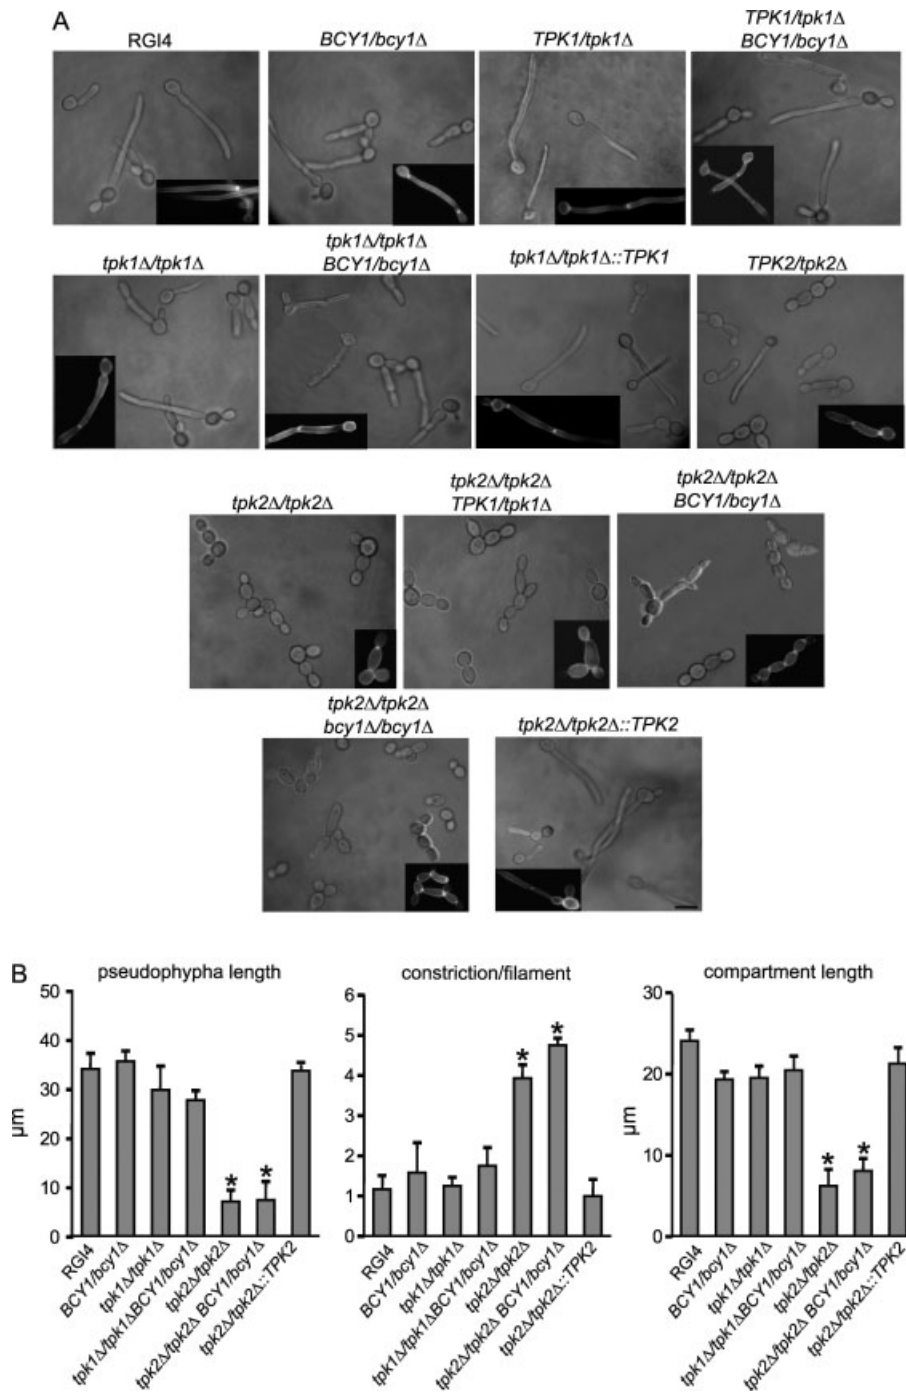 A
RGI4
BCY1/bcy1Δ
TPK1/tpk1Δ
TPK1/tpk1Δ
BCY1/bcy1Δ
tpk1Δ/tpk1Δ
tpk1Δ/tpk1Δ
BCY1/bcy1Δ
tpk1Δ/tpk1Δ::TPK1
TPK2/tpk2Δ
tpk2Δ/tpk2Δ
tpk2Δ/tpk2Δ
TPK1/tpk1Δ
tpk2Δ/tpk2Δ
BCY1/bcy1Δ
tpk2Δ/tpk2Δ
bcy1Δ/bcy1Δ
tpk2Δ/tpk2Δ::TPK2
B
pseudophypha length
50
40
30
20
10
0
µm
* *
RGI4
BCY1/bcy1Δ
tpk1Δ/tpk1Δ
tpk1Δ/tpk1ΔBCY1/bcy1Δ
tpk2Δ/tpk2Δ
tpk2Δ/tpk2Δ BCY1/bcy1Δ
tpk2Δ/tpk2Δ::TPK2
constriction/filament
6
5
4
3
2
1
0
* *
RGI4
BCY1/bcy1Δ
tpk1Δ/tpk1Δ
tpk1Δ/tpk1ΔBCY1/bcy1Δ
tpk2Δ/tpk2Δ
tpk2Δ/tpk2Δ BCY1/bcy1Δ
tpk2Δ/tpk2Δ::TPK2
compartment length
30
20
10
0
µm
* *
RGI4
BCY1/bcy1Δ
tpk1Δ/tpk1Δ
tpk1Δ/tpk1ΔBCY1/bcy1Δ
tpk2Δ/tpk2Δ
tpk2Δ/tpk2Δ BCY1/bcy1Δ
tpk2Δ/tpk2Δ::TPK2